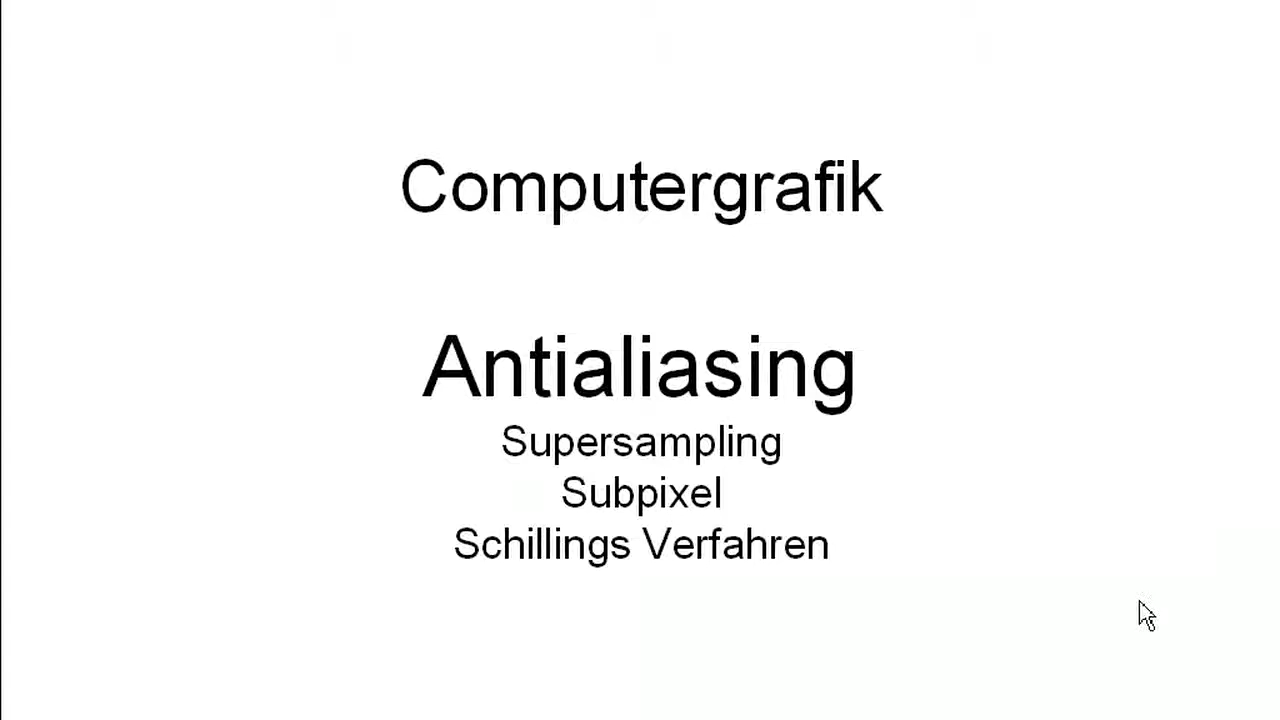 Computergrafik
Antialiasing
Supersampling
Subpixel
Schillings Verfahren